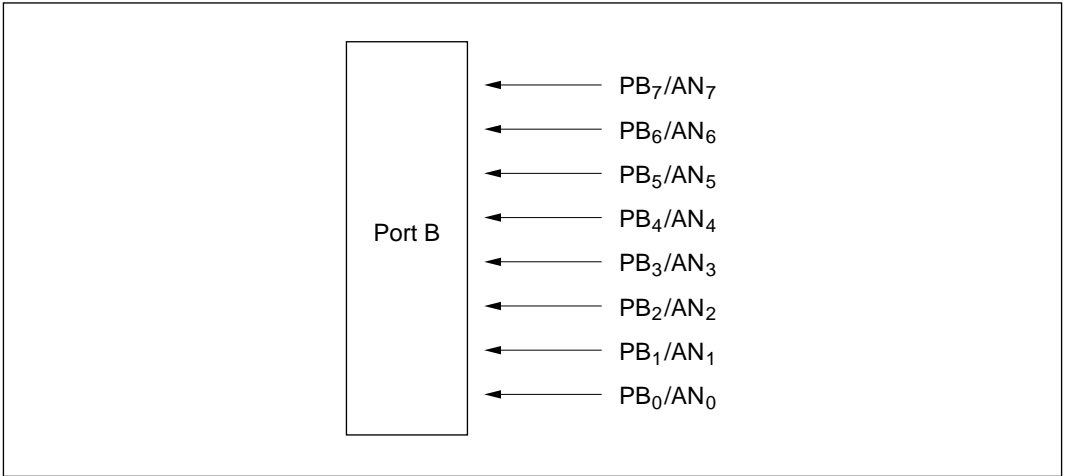 PB₇/AN₇
PB₆/AN₆
PB₅/AN₅
PB₄/AN₄
Port B
PB₃/AN₃
PB₂/AN₂
PB₁/AN₁
PB₀/AN₀